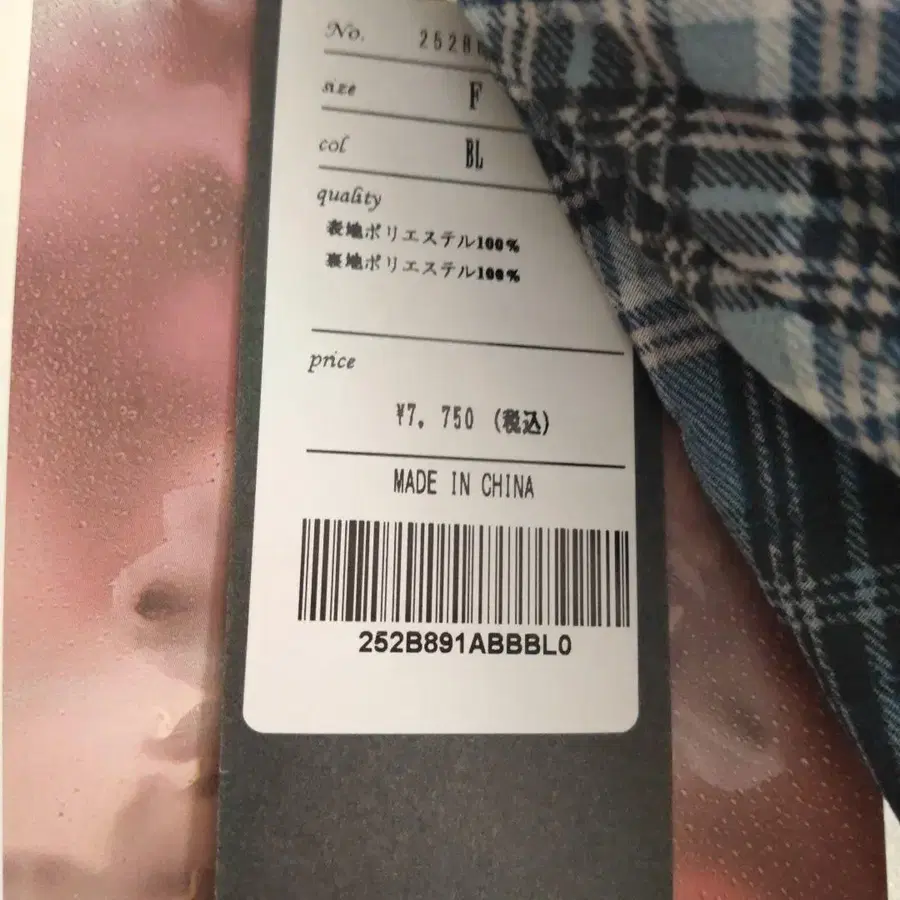 No.
size F
col BL
quality
表地ポリエステル100%
裏地ポリエステル100%
price
¥7,750 (税込)
MADE IN CHINA
252B891ABBBL0